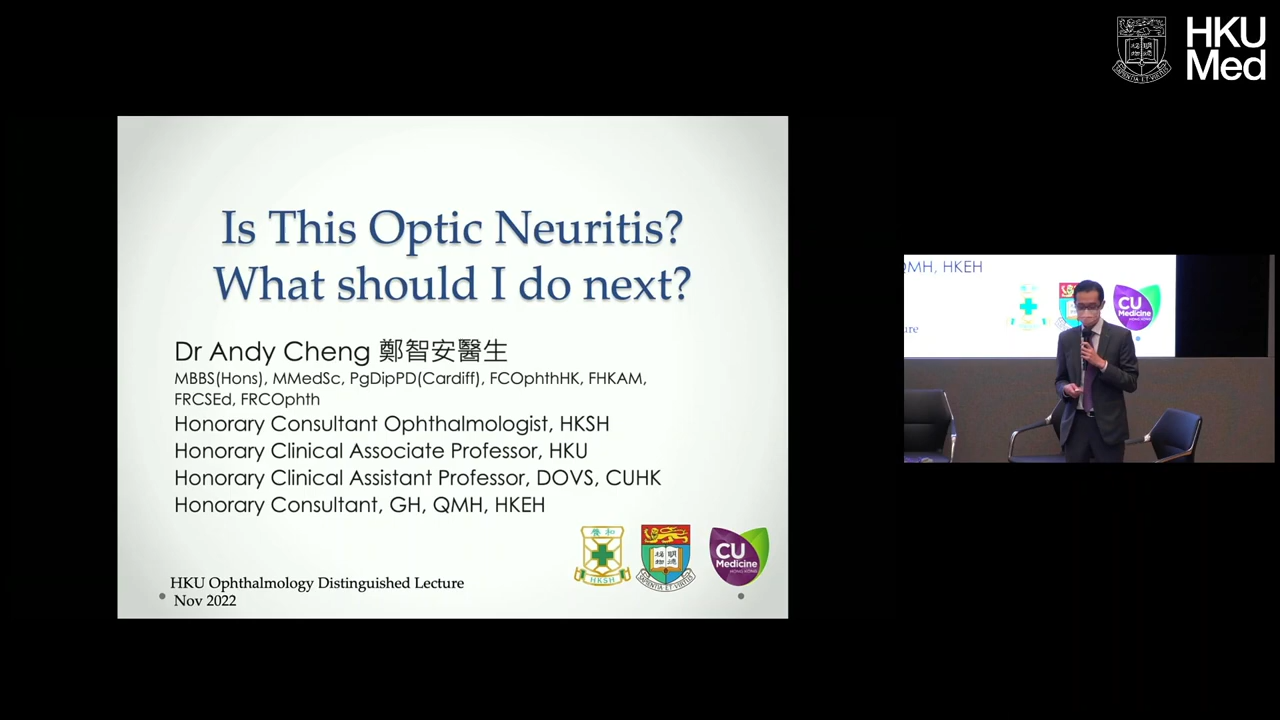 HKU
Med
Is This Optic Neuritis?
What should I do next?
Dr Andy Cheng 鄭智安醫生
MBBS(Hons), MMedSc, PgDipPD(Cardiff), FCOphthHK, FHKAM,
FRCSEd, FRCOphth
Honorary Consultant Ophthalmologist, HKSH
Honorary Clinical Associate Professor, HKU
Honorary Clinical Assistant Professor, DOVS, CUHK
Honorary Consultant, GH, QMH, HKEH
HKSH
CU
Medicine
HONG KONG
HKU Ophthalmology Distinguished Lecture
Nov 2022
QMH, HKEH
CU
Medicine